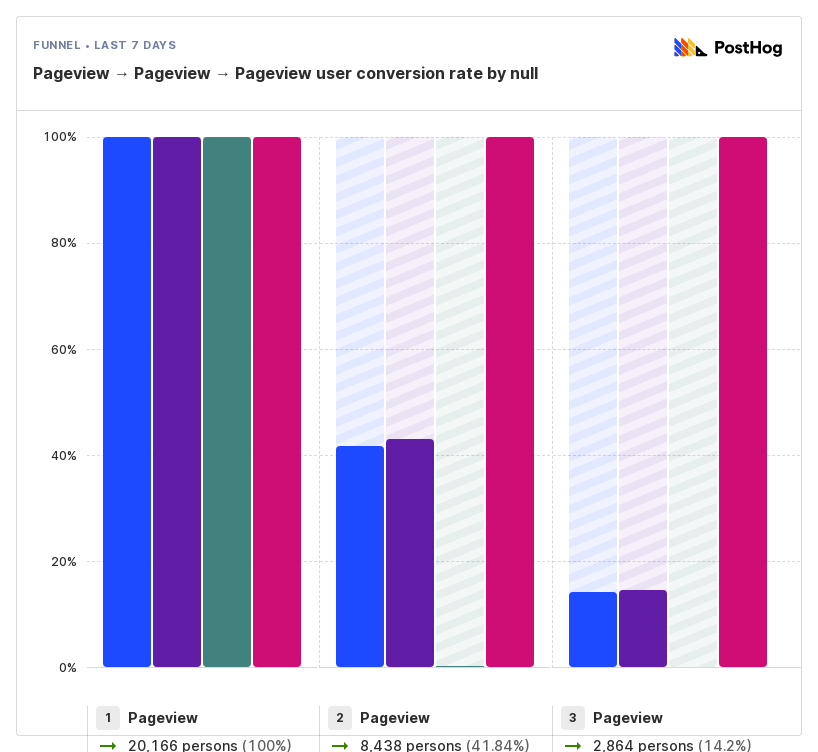 FUNNEL • LAST 7 DAYS
PostHog
Pageview → Pageview → Pageview user conversion rate by null
100%
80%
60%
40%
20%
0%
1 Pageview
2 Pageview
3 Pageview
→ 20,166 persons (100%)
→ 8,438 persons (41.84%)
→ 2,864 persons (14.2%)